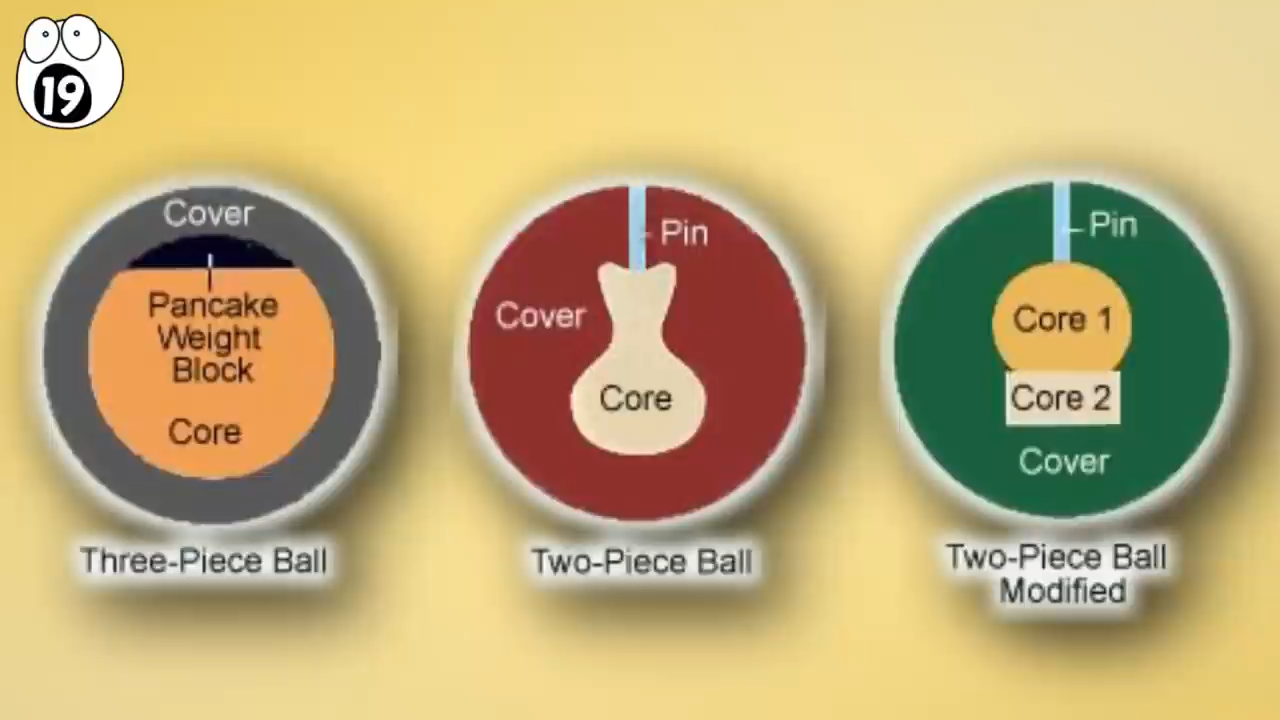 19
Cover
Pancake
Weight
Block
Core
Three-Piece Ball
Pin
Cover
Core
Two-Piece Ball
Pin
Core 1
Core 2
Cover
Two-Piece Ball
Modified